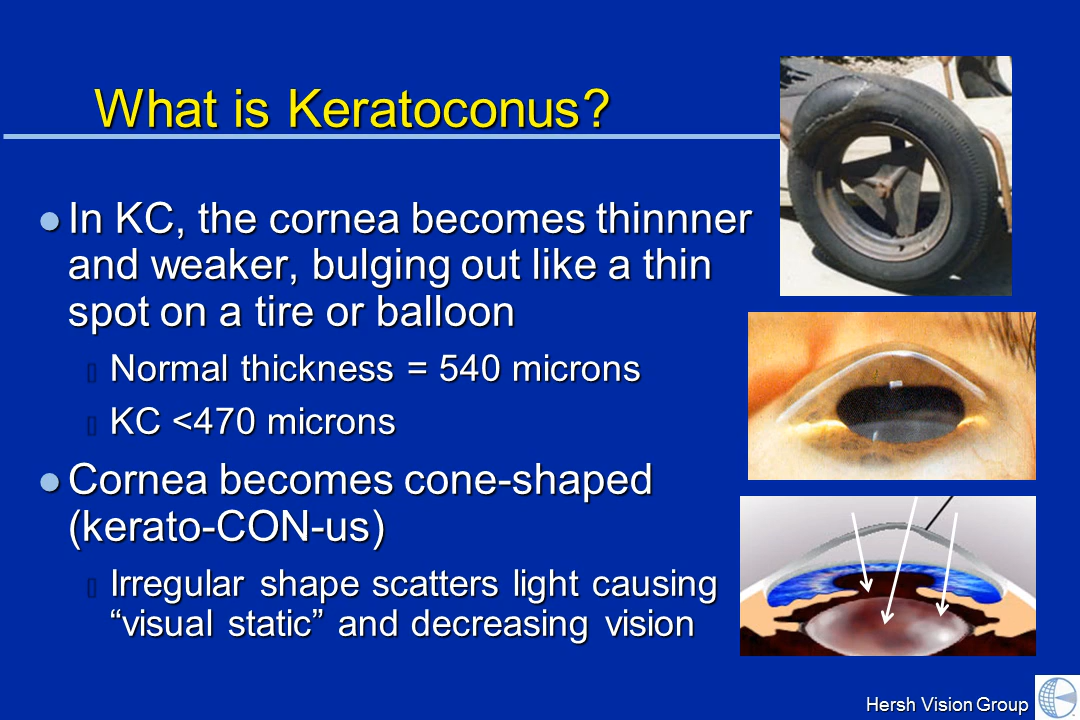 What is Keratoconus?
In KC, the cornea becomes thinnner
and weaker, bulging out like a thin
spot on a tire or balloon
Normal thickness = 540 microns
KC <470 microns
Cornea becomes cone-shaped
(kerato-CON-us)
Irregular shape scatters light causing
“visual static” and decreasing vision
Hersh Vision Group